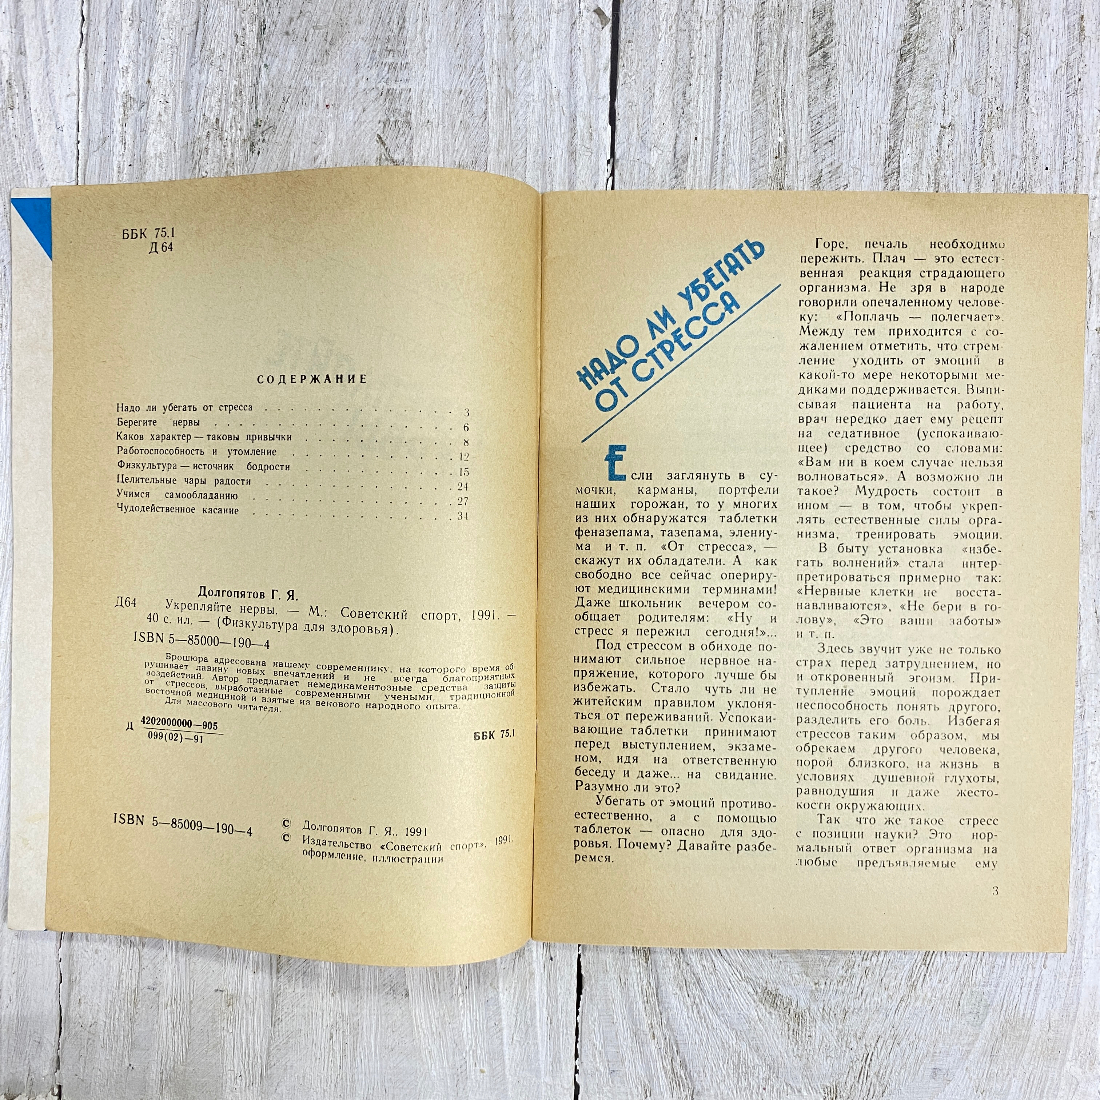 ББК 75.1
Д 64
СОДЕРЖАНИЕ
Надо ли убегать от стресса . . . . . . . . . . . . . . . 3
Берегите нервы . . . . . . . . . . . . . . . . . . 6
Каков характер — таковы привычки . . . . . . . . . . . . 8
Работоспособность и утомление . . . . . . . . . . . . . 12
Физкультура — источник бодрости . . . . . . . . . . . . 15
Целительные чары радости . . . . . . . . . . . . . . . 24
Учимся самообладанию . . . . . . . . . . . . . . . . 27
Чудодейственное касание . . . . . . . . . . . . . . . 34
Долгопятов Г. Я.
Д64 Укрепляйте нервы. — М.: Советский спорт, 1991. —
40 с. ил. — (Физкультура для здоровья).
ISBN 5—85000—190—4
Брошюра адресована нашему современнику, на которого время об
рушивает лавину новых впечатлений и не всегда благоприятных
воздействий. Автор предлагает немедикаментозные средства защиты
от стрессов, выработанные современными учеными, традиционной
восточной медициной и взятые из векового народного опыта.
Для массового читателя.
Д 4202000000—905
099(02)—91
ББК 75.1
ISBN 5—85009—190—4
© Долгопятов Г. Я., 1991
© Издательство «Советский спорт», 1991.
оформление, иллюстрации
НАДО ЛИ УБЕГАТЬ
ОТ СТРЕССА
Если заглянуть в су-
мочки, карманы, портфели
наших горожан, то у многих
из них обнаружатся таблетки
феназепама, тазепама, элениу-
ма и т. п. «От стресса», —
скажут их обладатели. А как
свободно все сейчас опериру-
ют медицинскими терминами!
Даже школьник вечером со-
общает родителям: «Ну и
стресс я пережил сегодня!»...
Под стрессом в обиходе по-
нимают сильное нервное на-
пряжение, которого лучше бы
избежать. Стало чуть ли не
житейским правилом уклоня-
ться от переживаний. Успокаи-
вающие таблетки принимают
перед выступлением, экзаме-
ном, идя на ответственную
беседу и даже... на свидание.
Разумно ли это?
Убегать от эмоций противо-
естественно, а с помощью
таблеток — опасно для здо-
ровья. Почему? Давайте разбе-
ремся.
Горе, печаль необходимо
пережить. Плач — это естест-
венная реакция страдающего
организма. Не зря в народе
говорили опечаленному челове-
ку: «Поплачь — полегчает».
Между тем приходится с со-
жалением отметить, что стрем-
ление уходить от эмоций в
какой-то мере некоторыми ме-
диками поддерживается. Выпи-
сывая пациента на работу,
врач нередко дает ему рецепт
на седативное (успокаиваю-
щее) средство со словами:
«Вам ни в коем случае нельзя
волноваться». А возможно ли
такое? Мудрость состоит в
ином — в том, чтобы укреп-
лять естественные силы орга-
низма, тренировать эмоции.
В быту установка «избе-
гать волнений» стала интер-
претироваться примерно так:
«Нервные клетки не восста-
навливаются», «Не бери в го-
лову», «Это ваши заботы»
и т. п.
Здесь звучит уже не только
страх перед затруднением, но
и откровенный эгоизм. При-
тупление эмоций порождает
неспособность понять другого,
разделить его боль. Избегая
стрессов таким образом, мы
обрекаем другого человека,
порой близкого, на жизнь в
условиях душевной глухоты,
равнодушия и даже жесто-
кости окружающих.
Так что же такое стресс
с позиции науки? Это нор-
мальный ответ организма на
любые предъявляемые ему
3